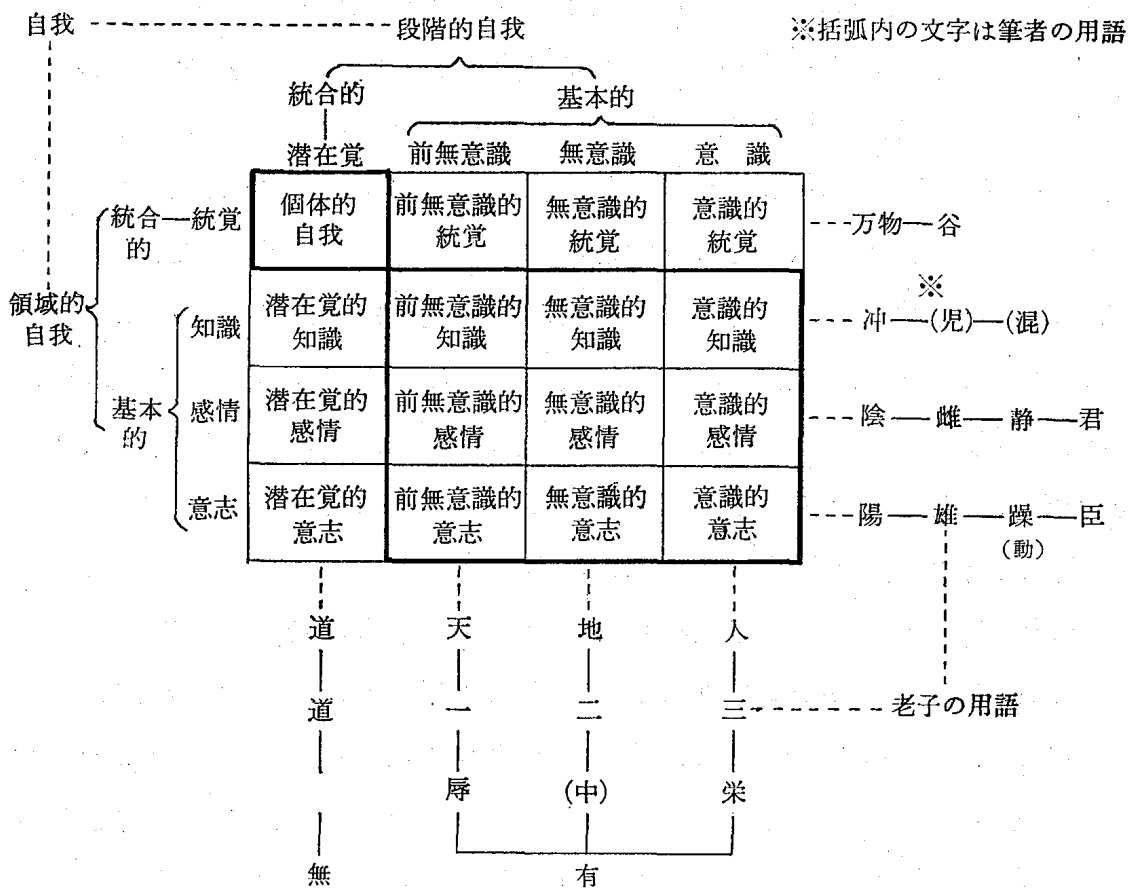 自我 段階的自我 ※括弧内の文字は筆者の用語
統合的 基本的
潜在覚 前無意識 無意識 意識
統合的 統覚 個体的自我 前無意識的統覚 無意識的統覚 意識的統覚 万物 谷
※
領域的自我
知識 潜在覚的知識 前無意識的知識 無意識的知識 意識的知識 冲 (児) (混)
基本的
感情 潜在覚的感情 前無意識的感情 無意識的感情 意識的感情 陰 雌 静 君
意志 潜在覚的意志 前無意識的意志 無意識的意志 意識的意志 陽 雄 躁 臣
(動)
道 天 地 人
道 一 二 三 老子の用語
辱 (中) 栄
無 有